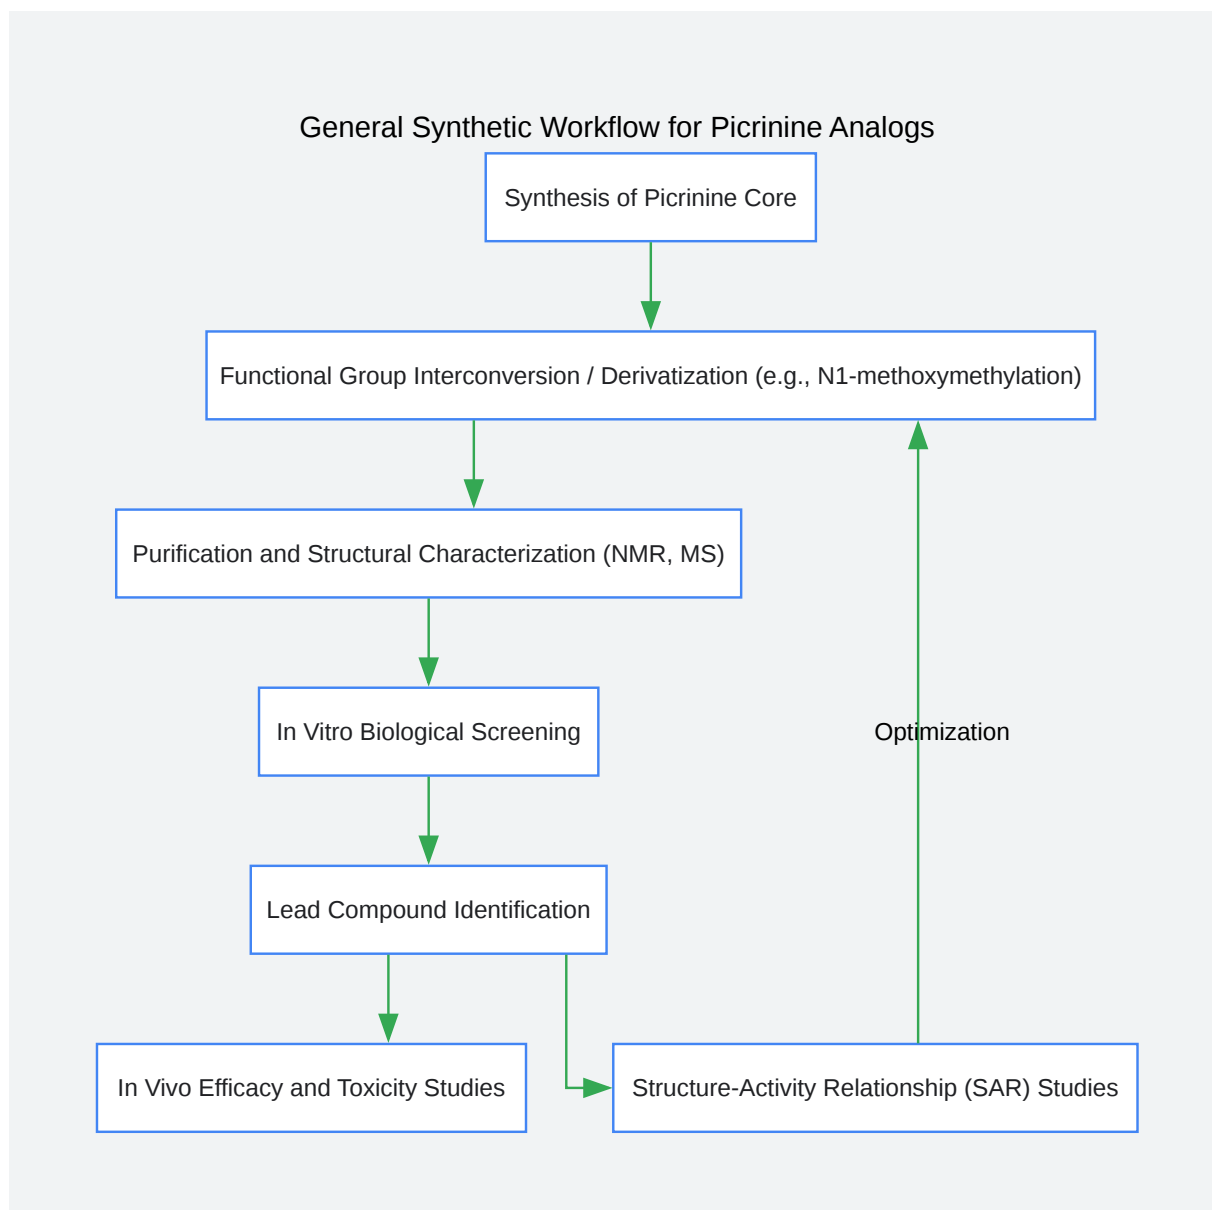 General Synthetic Workflow for Picrinine Analogs
Synthesis of Picrinine Core
Functional Group Interconversion / Derivatization (e.g., N1-methoxymethylation)
Purification and Structural Characterization (NMR, MS)
In Vitro Biological Screening
Optimization
Lead Compound Identification
In Vivo Efficacy and Toxicity Studies
Structure-Activity Relationship (SAR) Studies